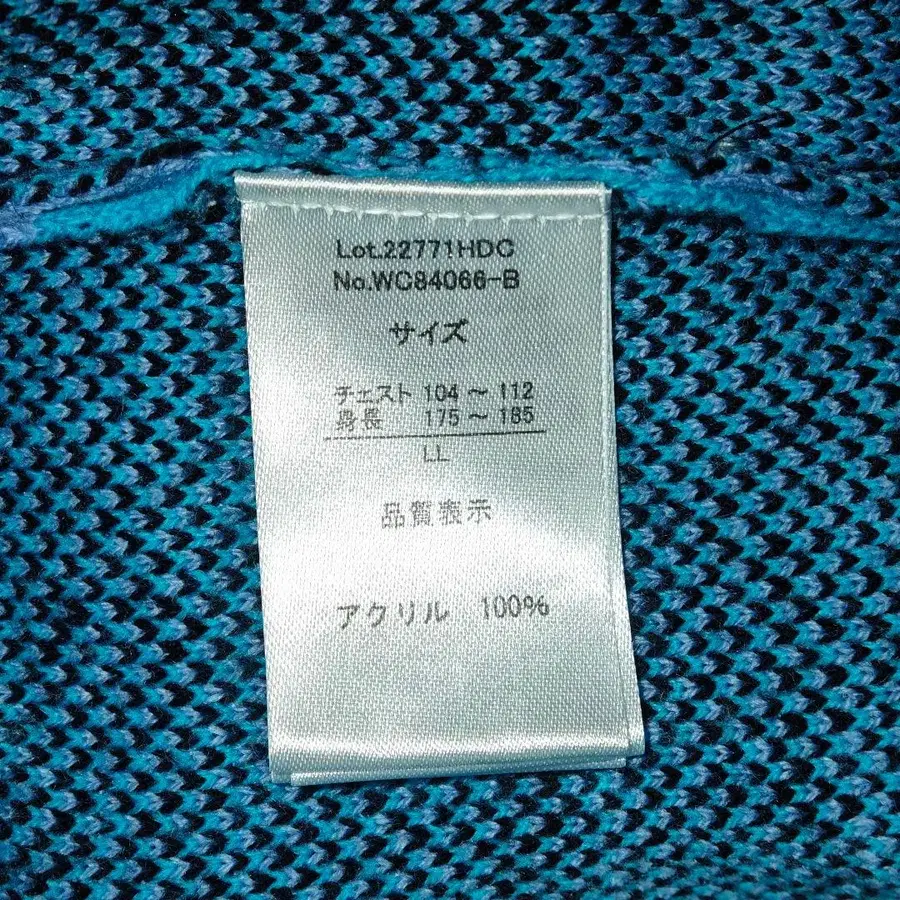 Lot.22771HDC
No.WC84066-B
サイズ
チェスト 104 ～ 112
身長 175 ～ 185
LL
品質表示
アクリル 100%